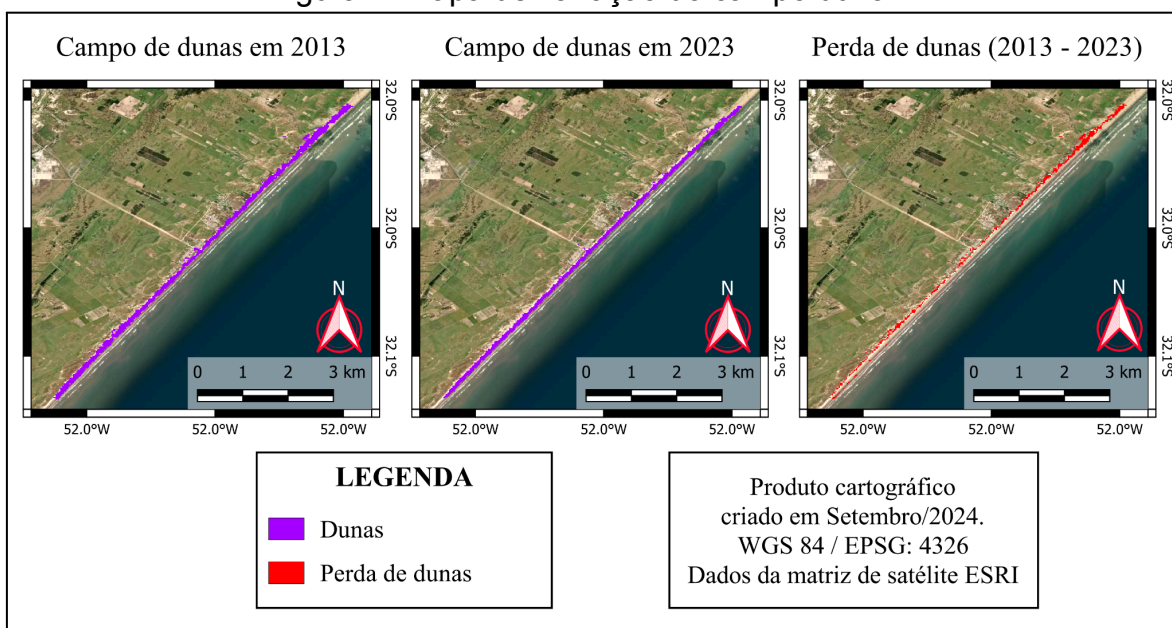 Campo de dunas em 2013
Campo de dunas em 2023
Perda de dunas (2013 - 2023)
32.0°S
32.0°S
32.1°S
N
0 1 2 3 km
52.0°W 52.0°W 52.0°W
32.0°S
32.0°S
32.1°S
N
0 1 2 3 km
52.0°W 52.0°W 52.0°W
32.0°S
32.0°S
32.1°S
N
0 1 2 3 km
52.0°W 52.0°W 52.0°W
LEGENDA
Dunas
Perda de dunas
Produto cartográfico
criado em Setembro/2024.
WGS 84 / EPSG: 4326
Dados da matriz de satélite ESRI